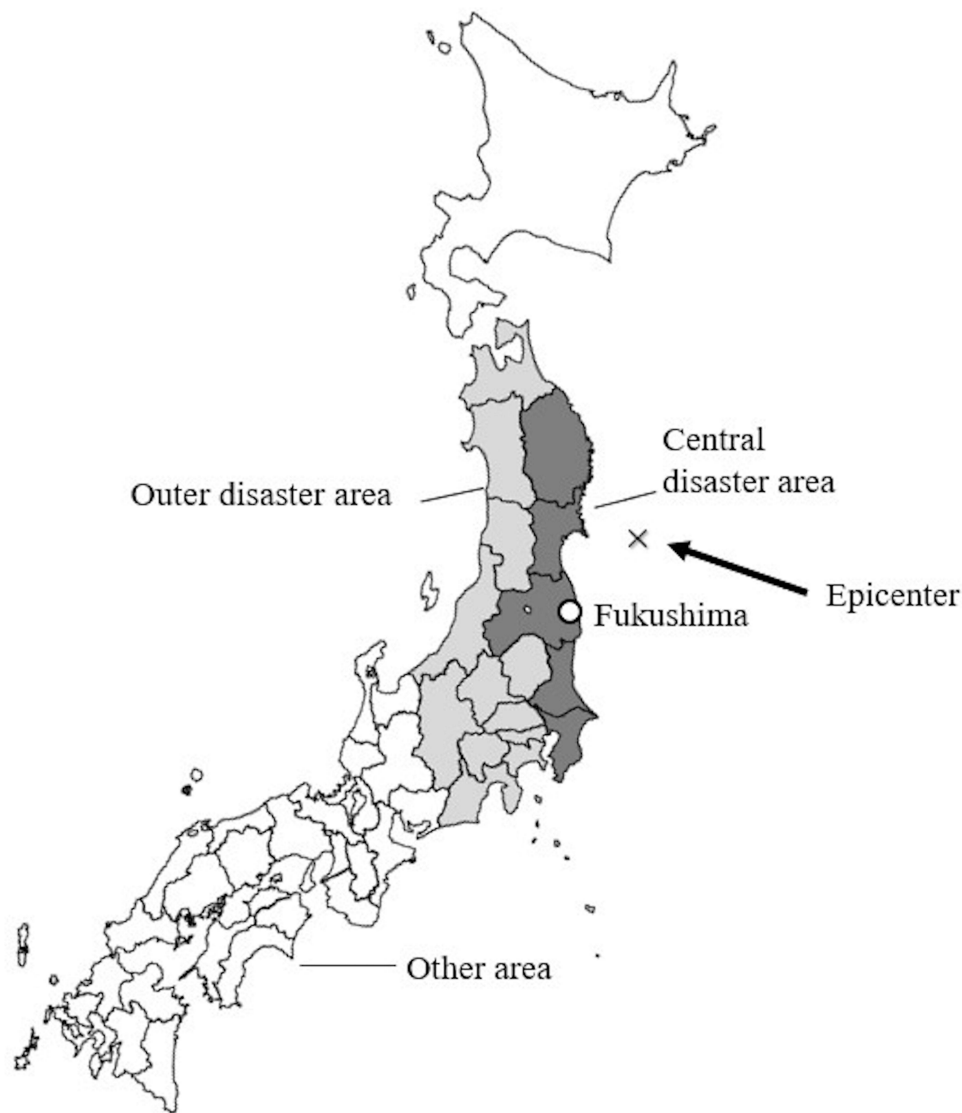 Central
disaster area
Outer disaster area
Epicenter
Fukushima
Other area